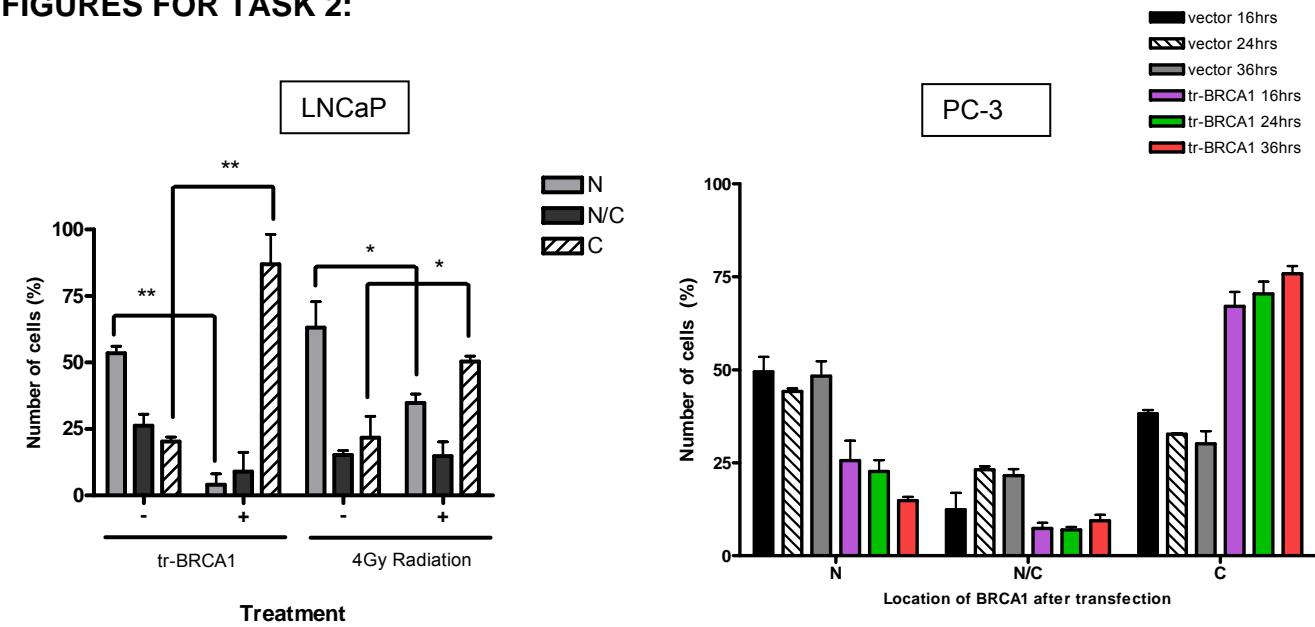 FIGURES FOR TASK 2:
LNCaP
N
N/C
C
**
**
*
*
Number of cells (%)
100
75
50
25
0
- + - +
tr-BRCA1 4Gy Radiation
Treatment
PC-3
vector 16hrs
vector 24hrs
vector 36hrs
tr-BRCA1 16hrs
tr-BRCA1 24hrs
tr-BRCA1 36hrs
Number of cells (%)
100
75
50
25
0
N N/C C
Location of BRCA1 after transfection